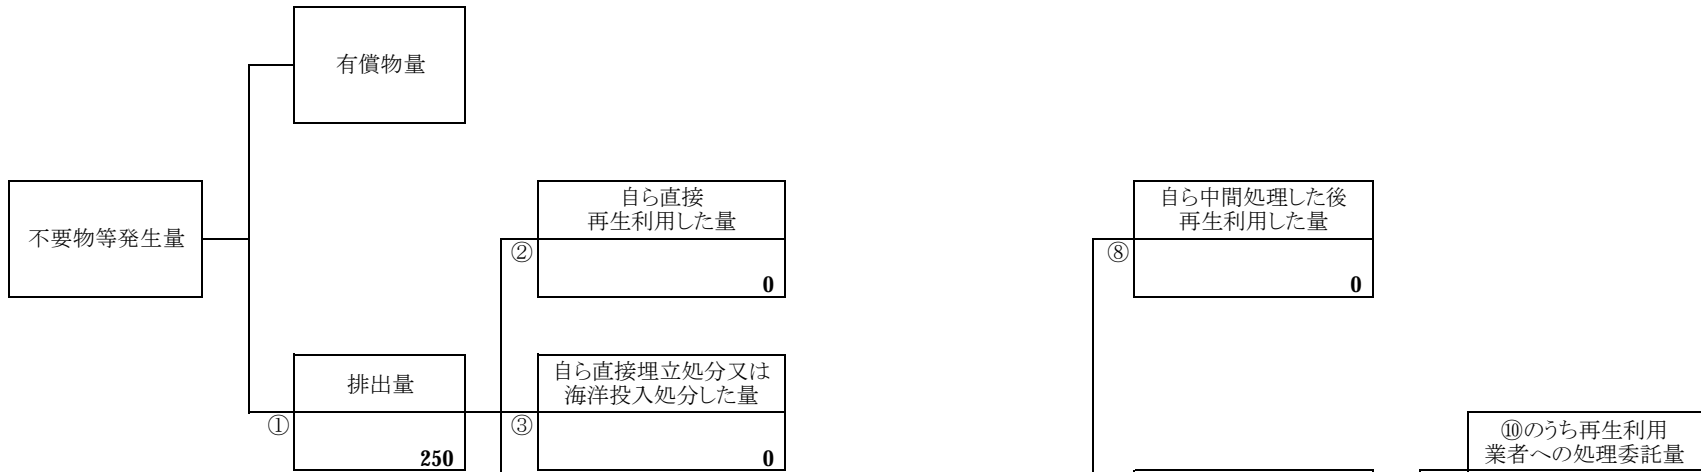 有償物量
不要物等発生量
自ら直接
再生利用した量
②
0
自ら中間処理した後
再生利用した量
⑧
0
排出量
①
250
自ら直接埋立処分又は
海洋投入処分した量
③
0
⑩のうち再生利用
業者への処理委託量